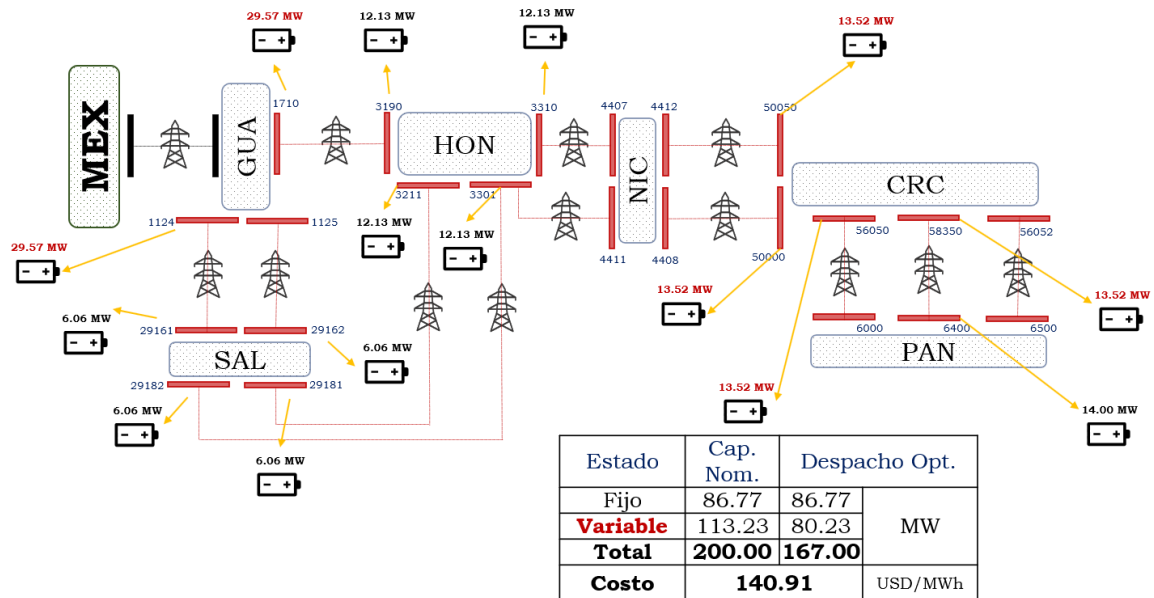 29.57 MW
12.13 MW
12.13 MW
13.52 MW
MEX
GUA
1710
3190
HON
3310
4407
4412
50050
NIC
CRC
3211
3301
1124
1125
12.13 MW
12.13 MW
4411
4408
50000
56050
58350
56052
29.57 MW
6.06 MW
29161
29162
6.06 MW
SAL
29182
29181
6.06 MW
6.06 MW
13.52 MW
13.52 MW
6000
6400
6500
PAN
13.52 MW
14.00 MW
Estado Cap. Nom. Despacho Opt.
Fijo 86.77 86.77 MW
Variable 113.23 80.23
Total 200.00 167.00
Costo 140.91 USD/MWh